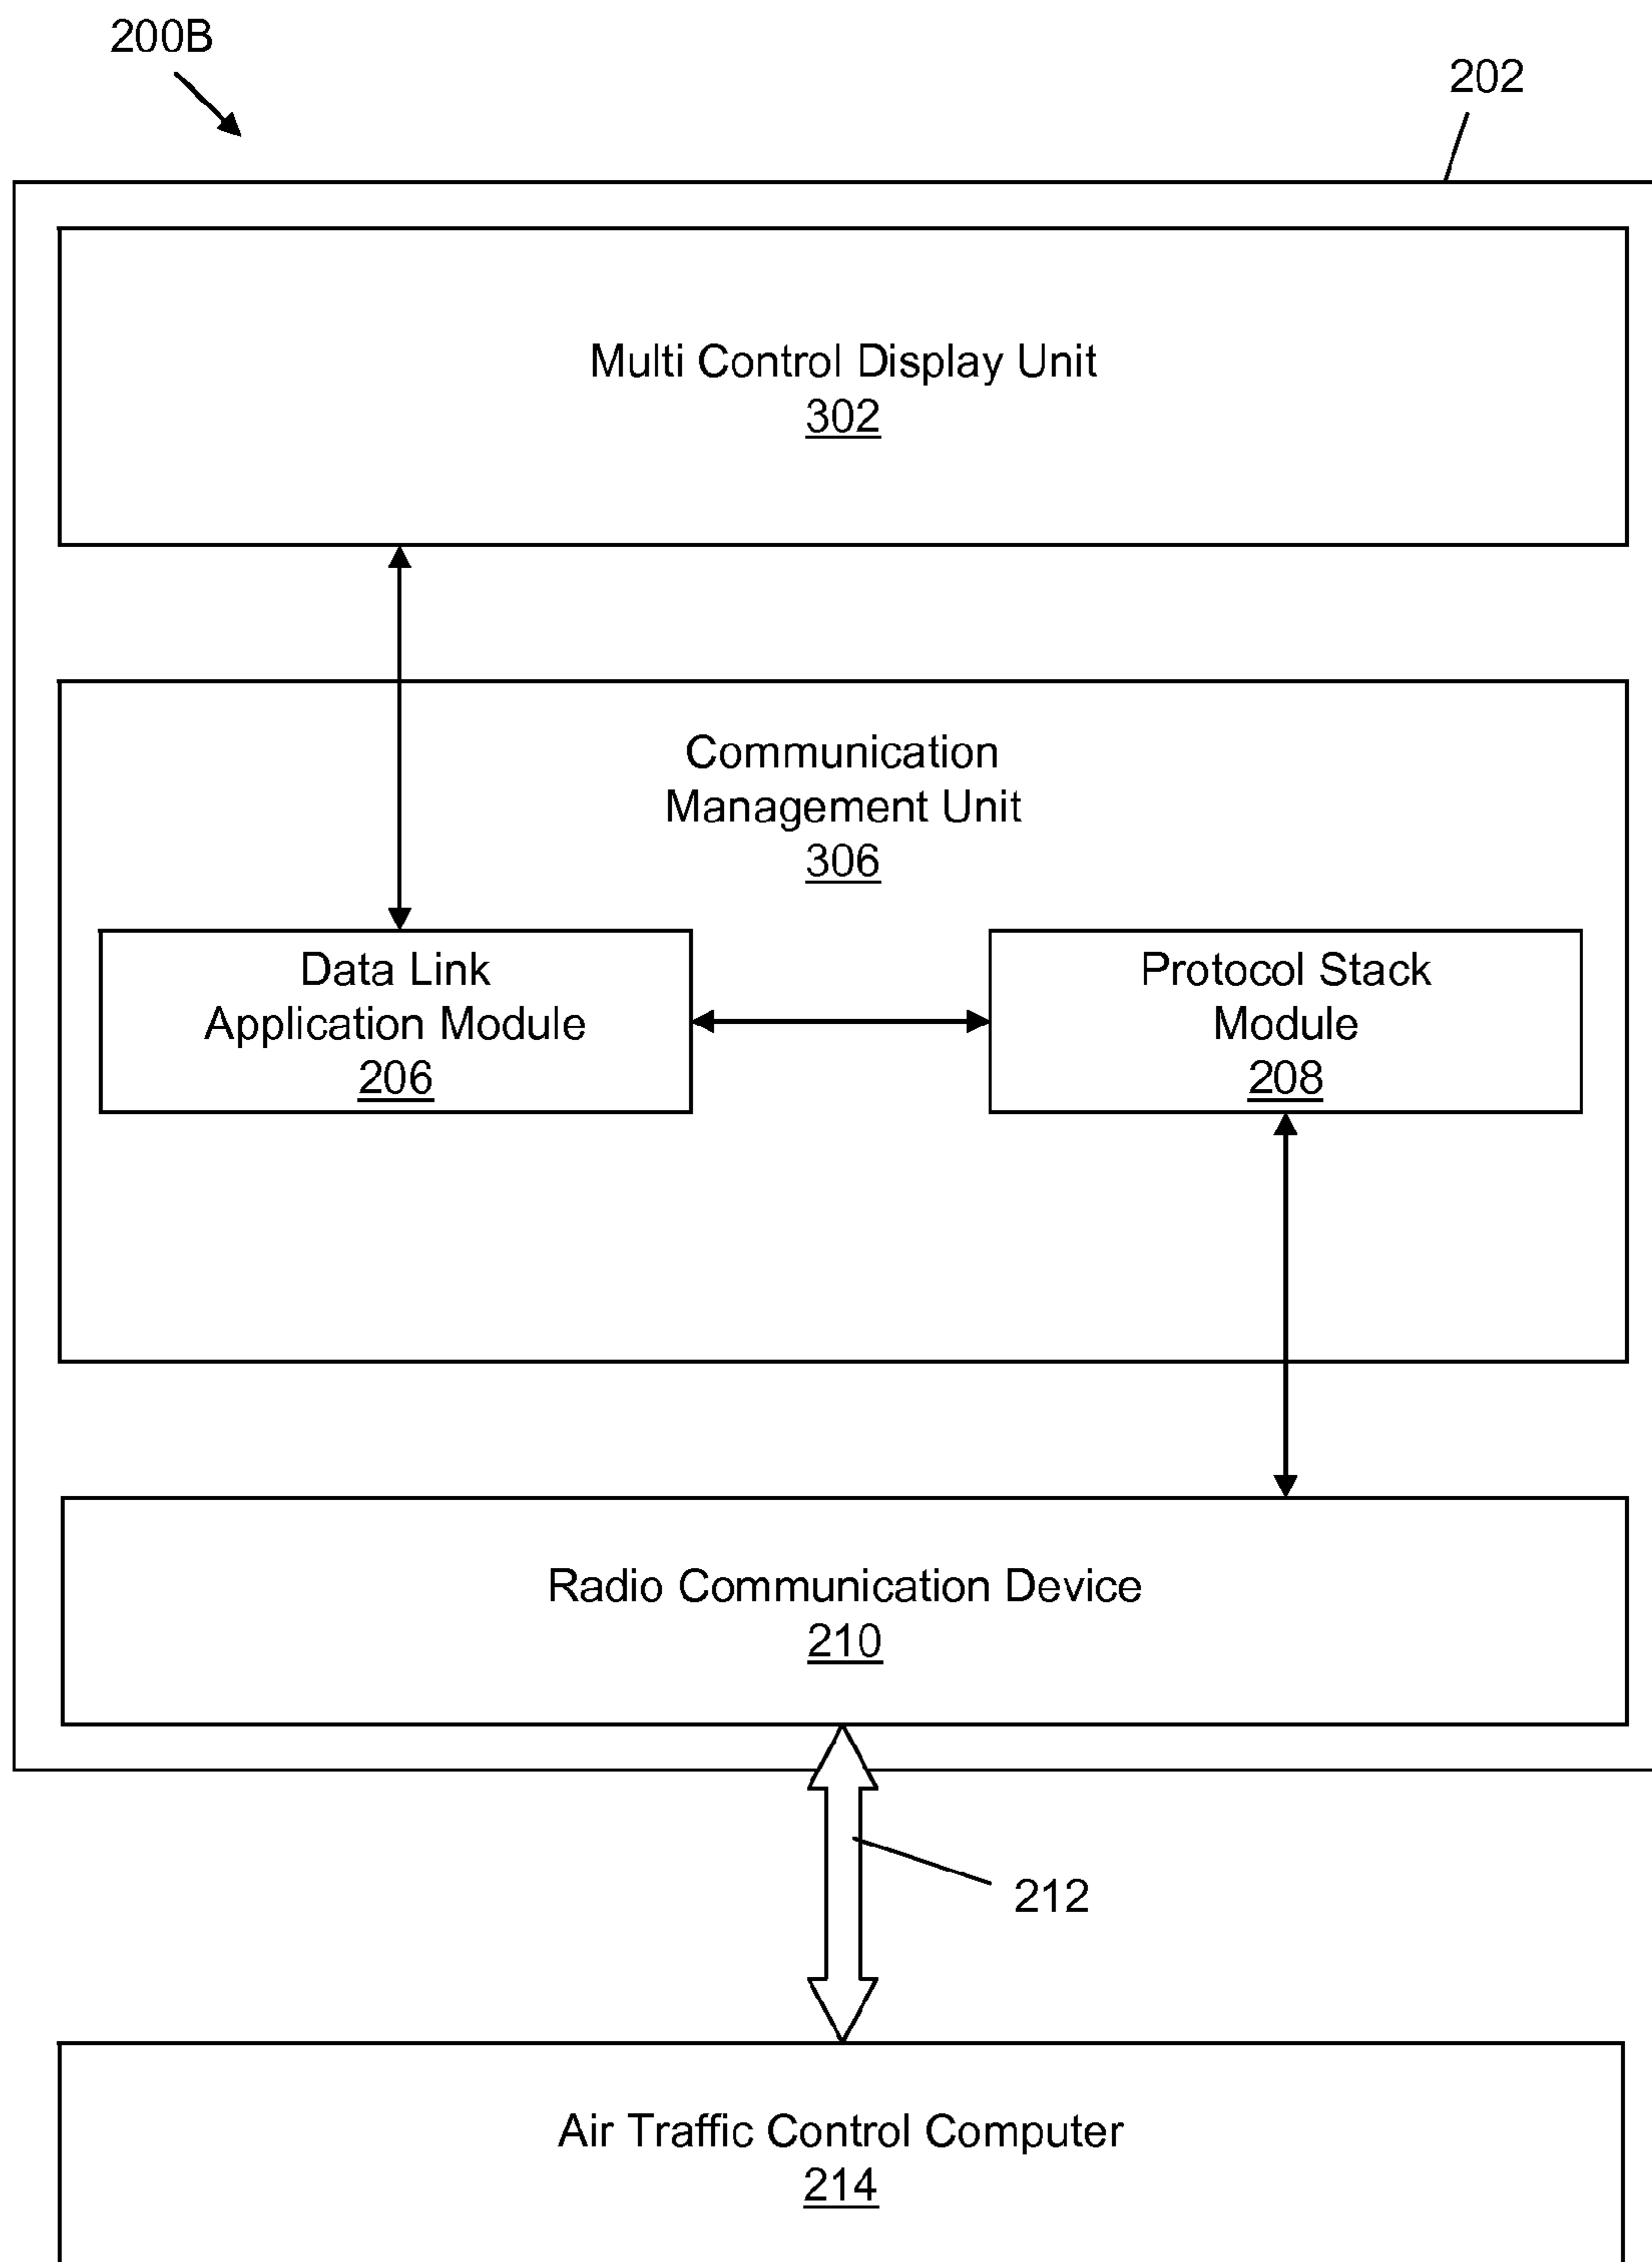 200B
202
Multi Control Display Unit
302
Communication
Management Unit
306
Data Link
Application Module
206
Protocol Stack
Module
208
Radio Communication Device
210
212
Air Traffic Control Computer
214